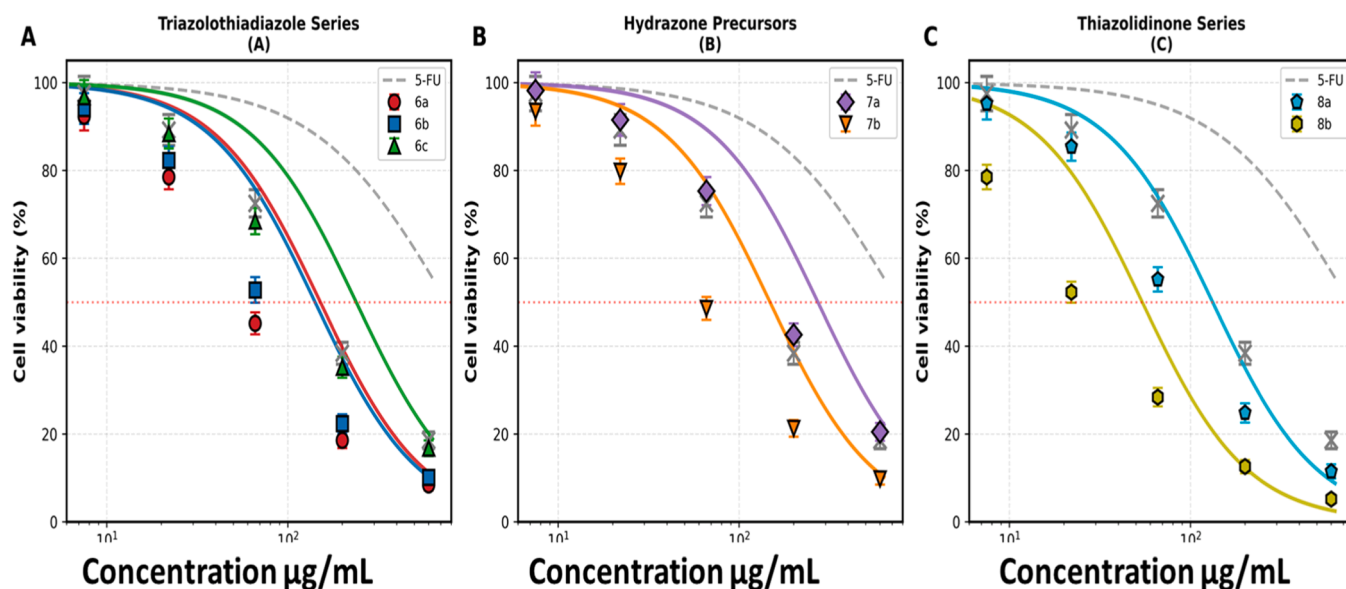 A
Triazolothiadiazole Series
(A)
Cell viability (%)
100
80
60
40
20
0
10¹
10²
5-FU
6a
6b
6c
Concentration µg/mL
B
Hydrazone Precursors
(B)
Cell viability (%)
100
80
60
40
20
0
10¹
10²
5-FU
7a
7b
Concentration µg/mL
C
Thiazolidinone Series
(C)
Cell viability (%)
100
80
60
40
20
0
10¹
10²
5-FU
8a
8b
Concentration µg/mL